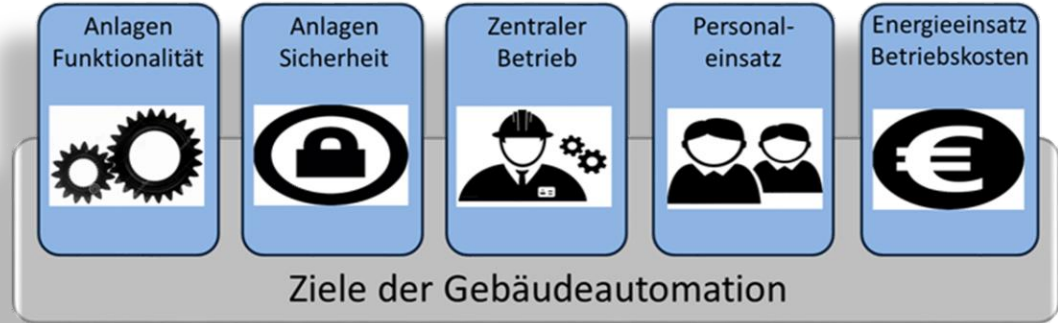 Anlagen
Funktionalität
Anlagen
Sicherheit
Zentraler
Betrieb
Personal-
einsatz
Energieeinsatz
Betriebskosten
€
Ziele der Gebäudeautomation